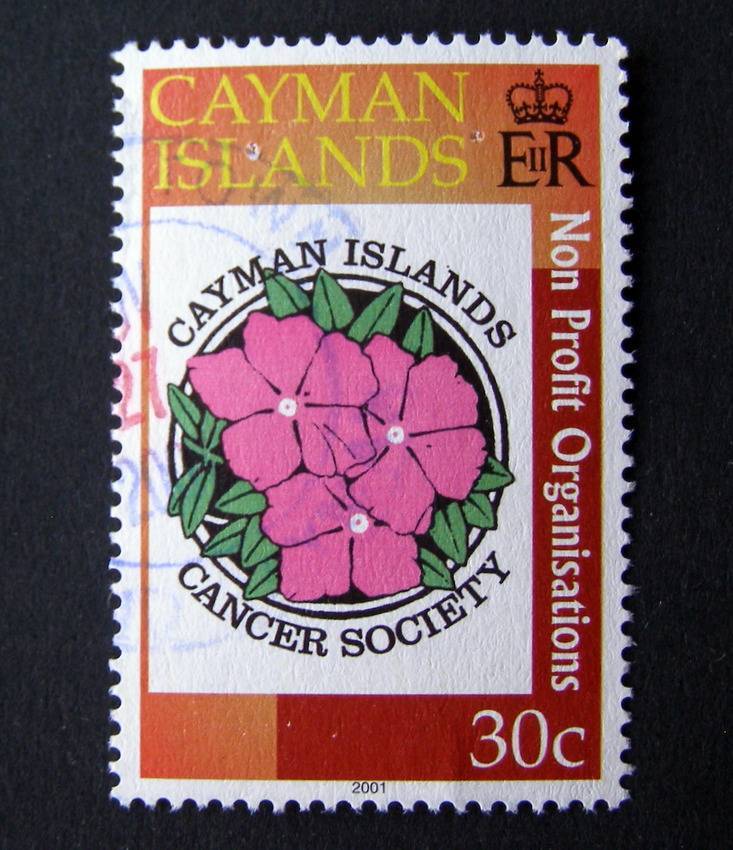 CAYMAN
ISLANDS
EIIR
Non Profit Organisations
CAYMAN ISLANDS
CANCER SOCIETY
30c
2001